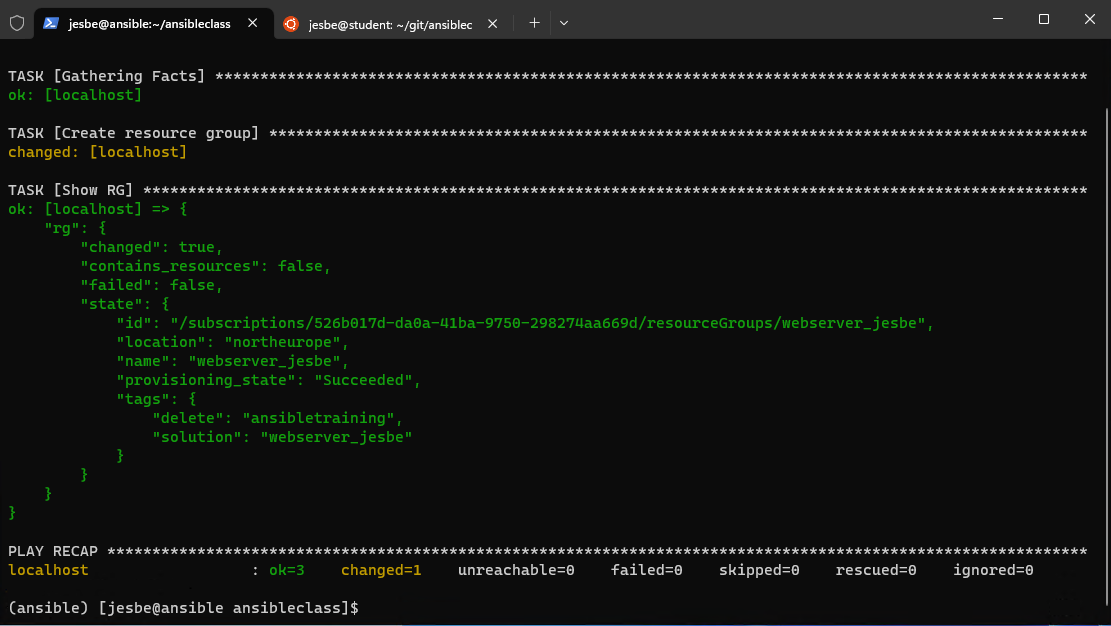 jesbe@ansible:~/ansibleclass
jesbe@student: ~/git/ansiblec
TASK [Gathering Facts] *************************************************************************************************
ok: [localhost]
TASK [Create resource group] *******************************************************************************************
changed: [localhost]
TASK [Show RG] *********************************************************************************************************
ok: [localhost] => {
    "rg": {
        "changed": true,
        "contains_resources": false,
        "failed": false,
        "state": {
            "id": "/subscriptions/526b017d-da0a-41ba-9750-298274aa669d/resourceGroups/webserver_jesbe",
            "location": "northeurope",
            "name": "webserver_jesbe",
            "provisioning_state": "Succeeded",
            "tags": {
                "delete": "ansibletraining",
                "solution": "webserver_jesbe"
            }
        }
    }
}
PLAY RECAP *************************************************************************************************************
localhost                  : ok=3    changed=1    unreachable=0    failed=0    skipped=0    rescued=0    ignored=0
(ansible) [jesbe@ansible ansibleclass]$